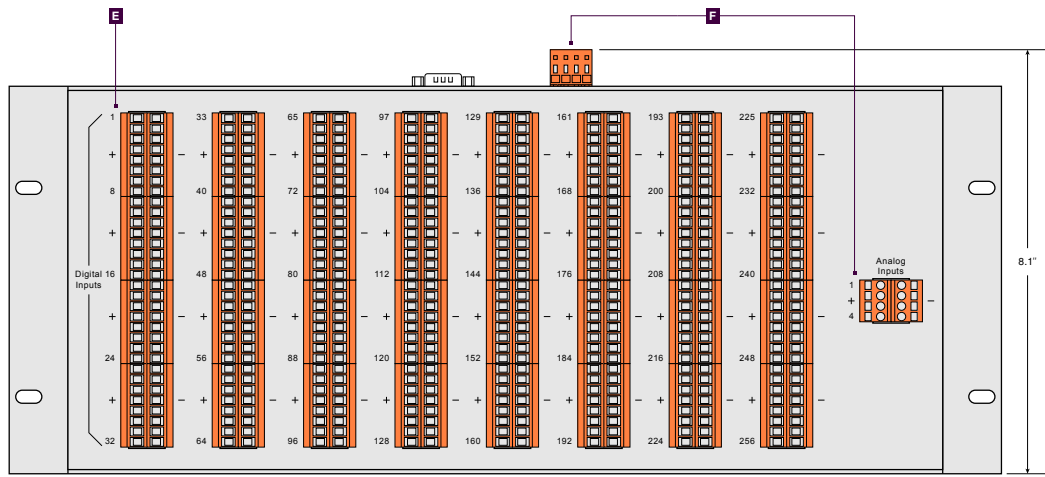 E F
1 33 65 97 129 161 193 225
+ – + – + – + – + – + – + – + –
8 40 72 104 136 168 200 232
+ – + – + – + – + – + – + – + –
Analog
Inputs
8.1"
Digital 16 48 80 112 144 176 208 240
Inputs
1
+ –
4
+ – + – + – + – + – + – + – + –
24 56 88 120 152 184 216 248
+ – + – + – + – + – + – + – + –
32 64 96 128 160 192 224 256